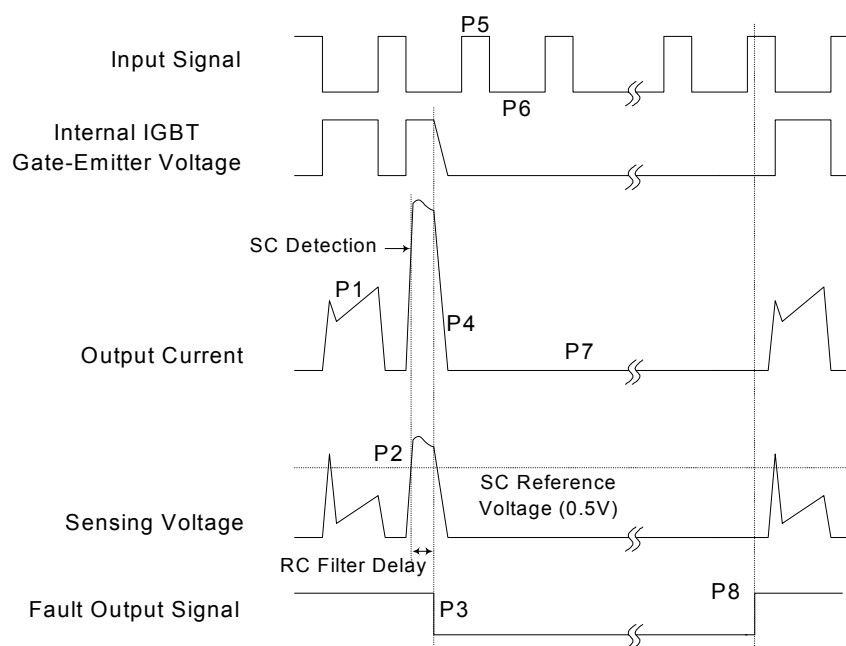 P5
Input Signal
P6
Internal IGBT
Gate-Emitter Voltage
SC Detection
P1
P4
P7
Output Current
P2
SC Reference
Voltage (0.5V)
Sensing Voltage
RC Filter Delay
P8
Fault Output Signal
P3